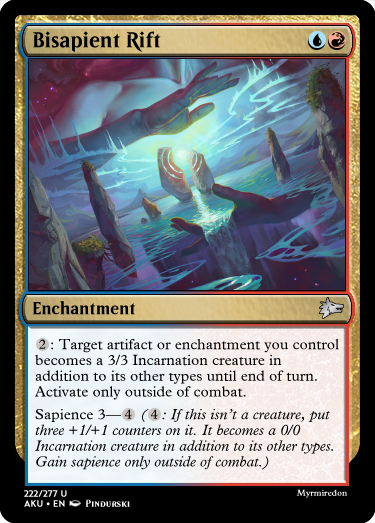 Bisapient Rift
Enchantment
2: Target artifact or enchantment you control
becomes a 3/3 Incarnation creature in
addition to its other types until end of turn.
Activate only outside of combat.
Sapience 3—4 (4: If this isn't a creature, put
three +1/+1 counters on it. It becomes a 0/0
Incarnation creature in addition to its other types.
Gain sapience only outside of combat.)
222/277 U
Myrmiredon
AKU • EN PINDURSKI